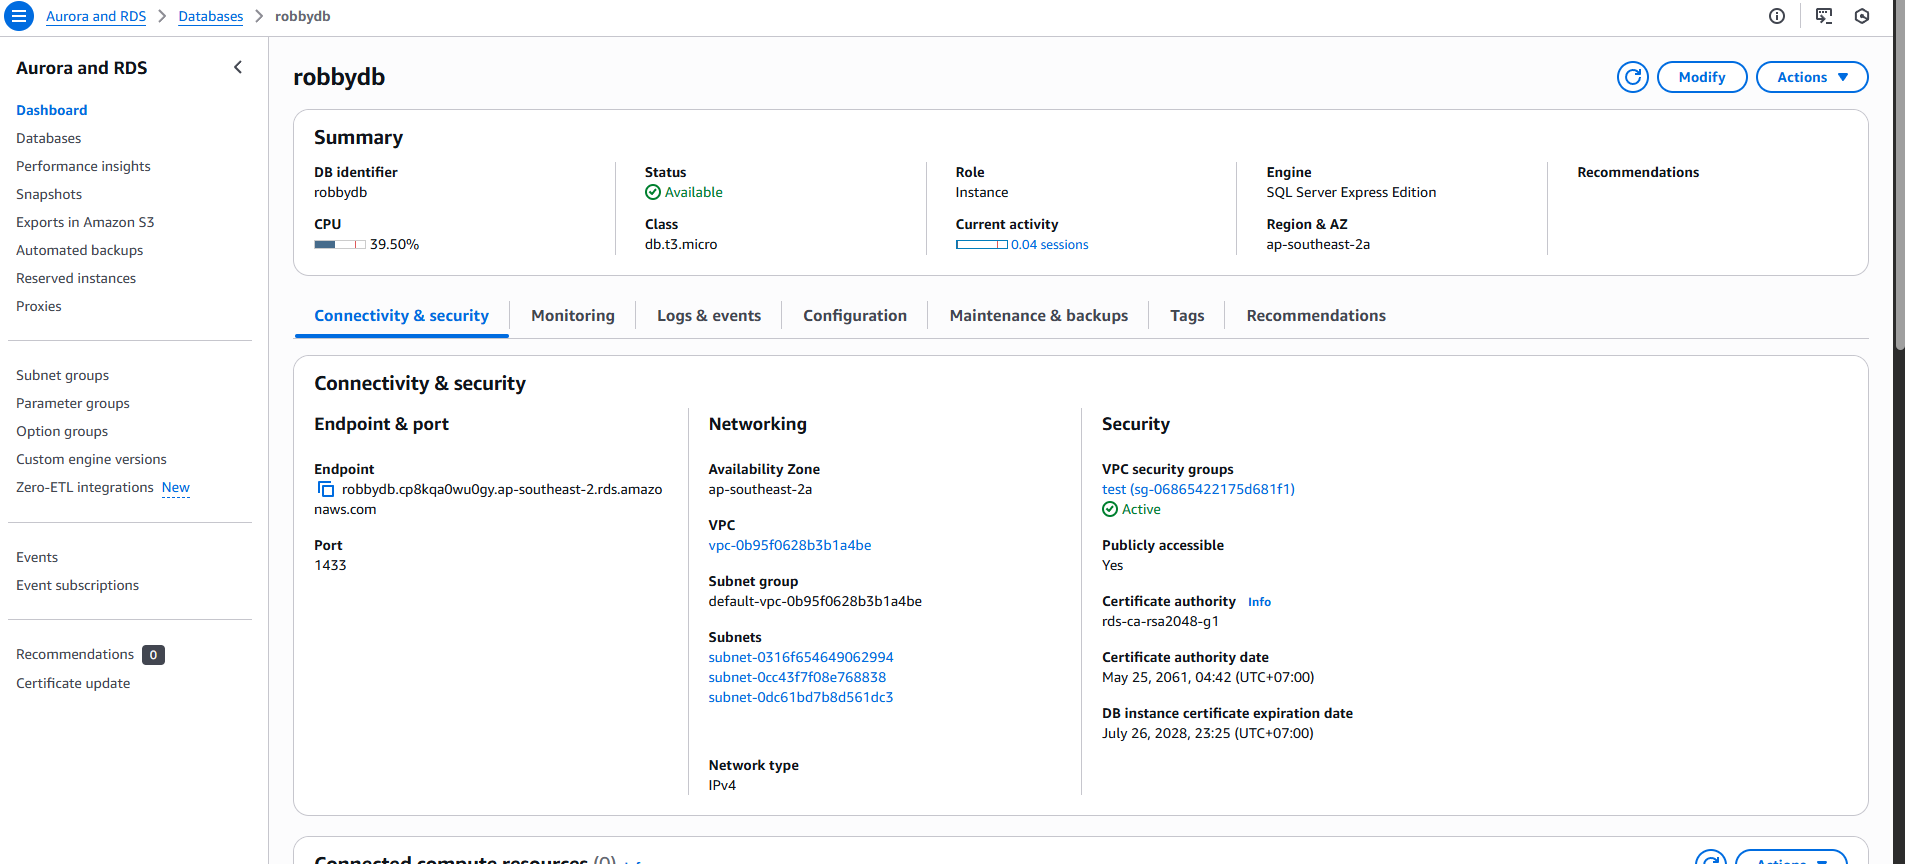 Aurora and RDS > Databases > robbydb
Aurora and RDS
Dashboard
Databases
Performance insights
Snapshots
Exports in Amazon S3
Automated backups
Reserved instances
Proxies
Subnet groups
Parameter groups
Option groups
Custom engine versions
Zero-ETL integrations New
Events
Event subscriptions
Recommendations 0
Certificate update
robbydb
Modify
Actions
Summary
DB identifier
robbydb
CPU
39.50%
Status
Available
Class
db.t3.micro
Role
Instance
Current activity
0.04 sessions
Engine
SQL Server Express Edition
Region & AZ
ap-southeast-2a
Recommendations
Connectivity & security
Monitoring
Logs & events
Configuration
Maintenance & backups
Tags
Recommendations
Connectivity & security
Endpoint & port
Endpoint
robbydb.cp8kqa0wu0gy.ap-southeast-2.rds.amazo
naws.com
Port
1433
Networking
Availability Zone
ap-southeast-2a
VPC
vpc-0b95f0628b3b1a4be
Subnet group
default-vpc-0b95f0628b3b1a4be
Subnets
subnet-0316f654649062994
subnet-0cc43f7f08e768838
subnet-0dc61bd7b8d561dc3
Network type
IPv4
Security
VPC security groups
test (sg-06865422175d681f1)
Active
Publicly accessible
Yes
Certificate authority Info
rds-ca-rsa2048-g1
Certificate authority date
May 25, 2061, 04:42 (UTC+07:00)
DB instance certificate expiration date
July 26, 2028, 23:25 (UTC+07:00)
Connected compute resources (0)
Actions